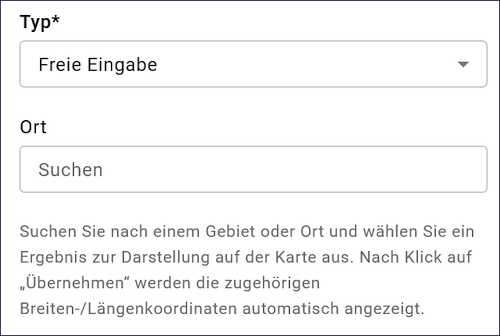 Typ*
Freie Eingabe
Ort
Suchen
Suchen Sie nach einem Gebiet oder Ort und wählen Sie ein
Ergebnis zur Darstellung auf der Karte aus. Nach Klick auf
„Übernehmen“ werden die zugehörigen
Breiten-/Längenkoordinaten automatisch angezeigt.